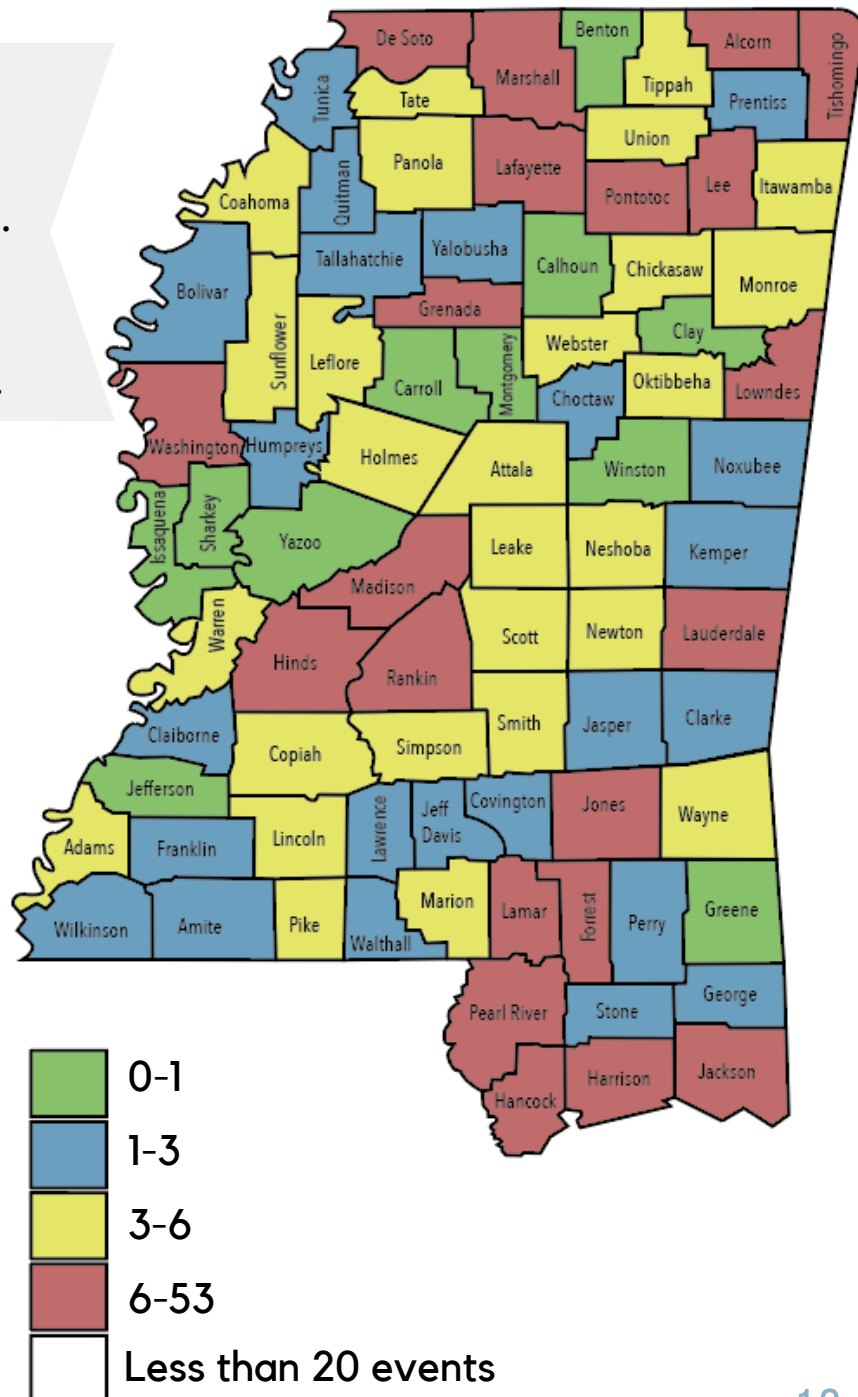 De Soto
Benton
Alcorn
Tishomingo
Marshall
Tippah
Tunica
Tate
Prentiss
Union
Panola
Lafayette
Quitman
Coahoma
Pontotoc
Lee
Itawamba
.
Tallahatchie
Yalobusha
Calhoun
Chickasaw
Monroe
Bolivar
Grenada
Sunflower
Leflore
Webster
Clay
Carroll
Montgomery
Choctaw
Oktibbeha
Lowndes
.
Washington
Humpreys
Holmes
Attala
Winston
Noxubee
Issaquena
Sharkey
Yazoo
Leake
Neshoba
Kemper
Madison
Warren
Hinds
Rankin
Scott
Newton
Lauderdale
Claiborne
Copiah
Simpson
Smith
Jasper
Clarke
Jefferson
Adams
Franklin
Lincoln
Lawrence
Jeff
Davis
Covington
Jones
Wayne
Wilkinson
Amite
Pike
Walthall
Marion
Lamar
Forrest
Perry
Greene
Pearl River
Stone
George
Hancock
Harrison
Jackson
0-1
1-3
3-6
6-53
Less than 20 events